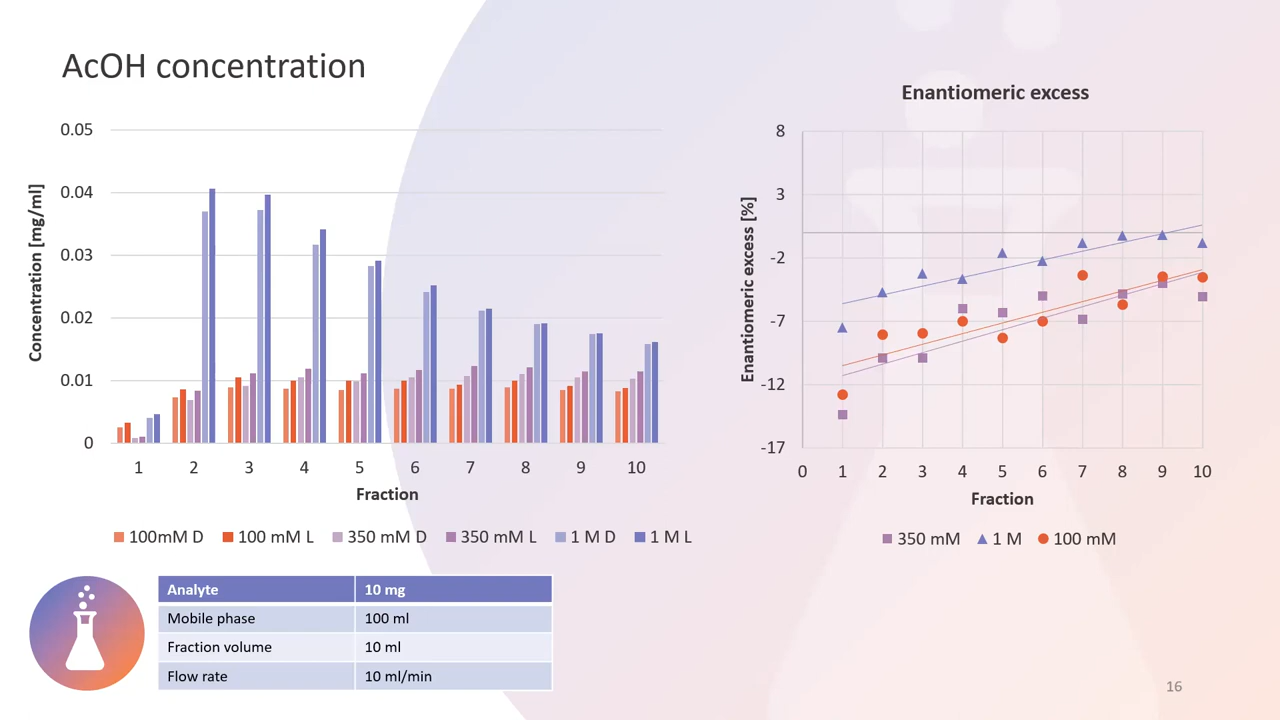 AcOH concentration
Concentration [mg/ml]
0.05
0.04
0.03
0.02
0.01
0
1 2 3 4 5 6 7 8 9 10
Fraction
100mM D 100 mM L 350 mM D 350 mM L 1 M D 1 M L
Enantiomeric excess
Enantiomeric excess [%]
8
3
-2
-7
-12
-17
0 1 2 3 4 5 6 7 8 9 10
Fraction
350 mM 1 M 100 mM
Analyte 10 mg
Mobile phase 100 ml
Fraction volume 10 ml
Flow rate 10 ml/min
16